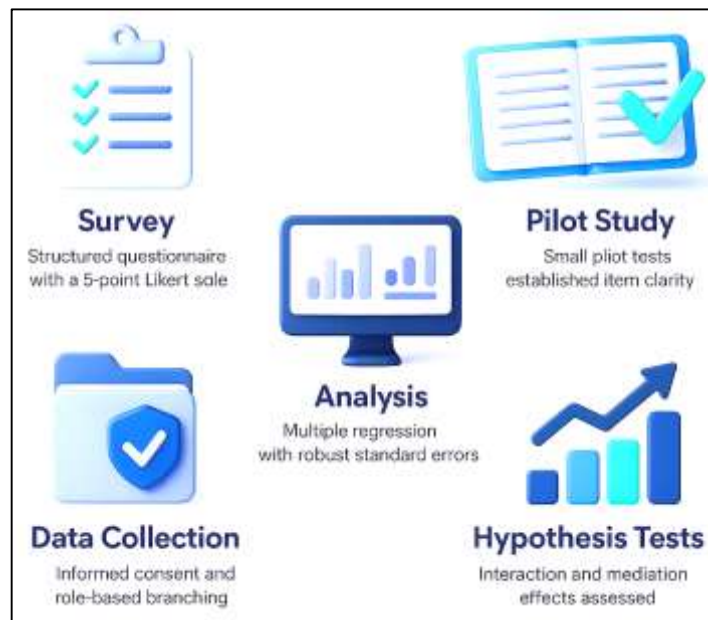 Survey
Structured questionnaire
with a 5-point Likert sole
Pilot Study
Small pliot tests
established item clarity
Analysis
Multiple regression
with robust standard errors
Data Collection
Informed consent and
role-based branching
Hypothesis Tests
Interaction and mediation
effects assessed